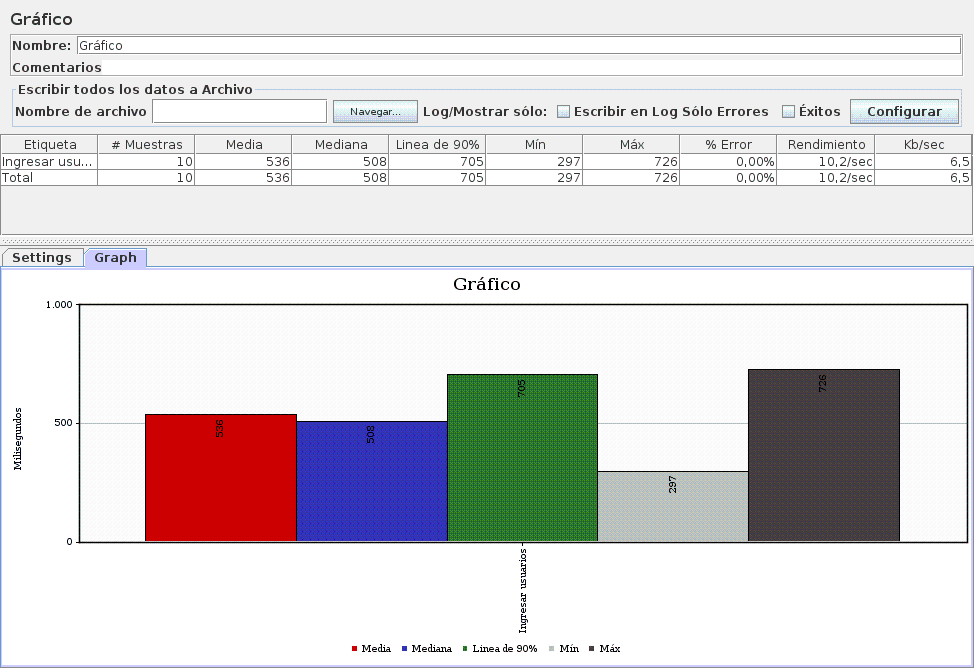 Gráfico
Nombre: Gráfico
Comentarios
Escribir todos los datos a Archivo
Nombre de archivo Navegar... Log/Mostrar sólo: Escribir en Log Sólo Errores Éxitos Configurar
Etiqueta # Muestras Media Mediana Linea de 90% Mín Máx % Error Rendimiento Kb/sec
Ingresar usu... 10 536 508 705 297 726 0,00% 10,2/sec 6,5
Total 10 536 508 705 297 726 0,00% 10,2/sec 6,5
Settings Graph
Gráfico
1.000
500
0
Milisegundos
536
508
705
297
726
Ingresar usuarios
Media Mediana Linea de 90% Mín Máx